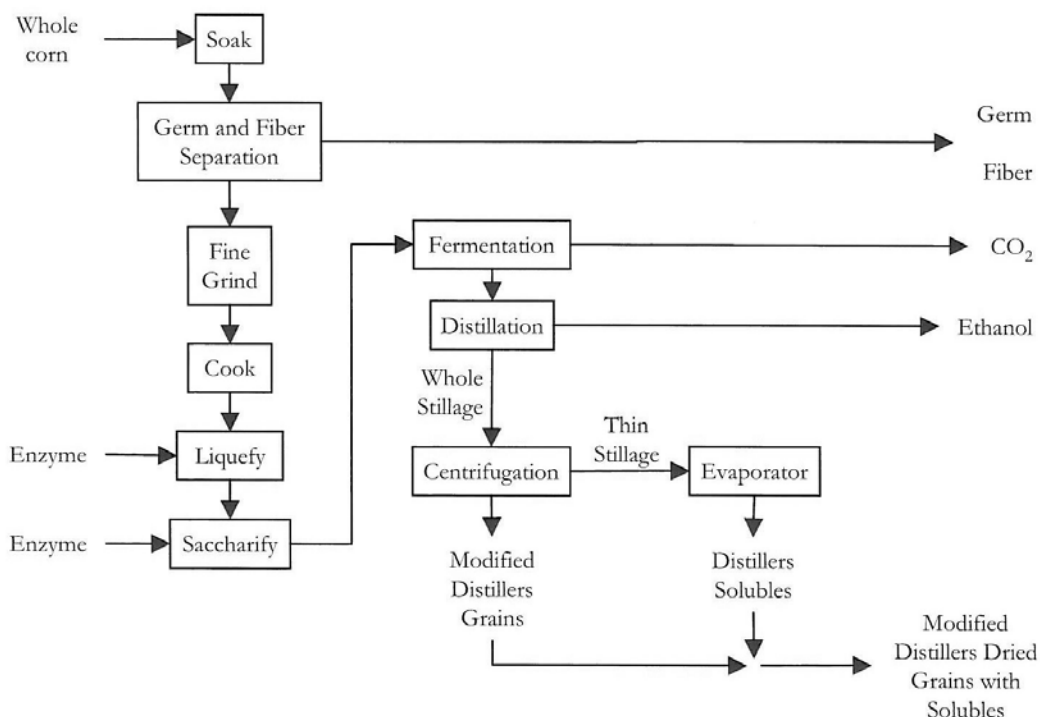 Whole
corn
Soak
Germ and Fiber
Separation
Germ
Fiber
Fine
Grind
Fermentation
CO₂
Distillation
Ethanol
Cook
Whole
Stillage
Thin
Stillage
Enzyme
Liquefy
Centrifugation
Evaporator
Enzyme
Saccharify
Modified
Distillers
Grains
Distillers
Solubles
Modified
Distillers Dried
Grains with
Solubles